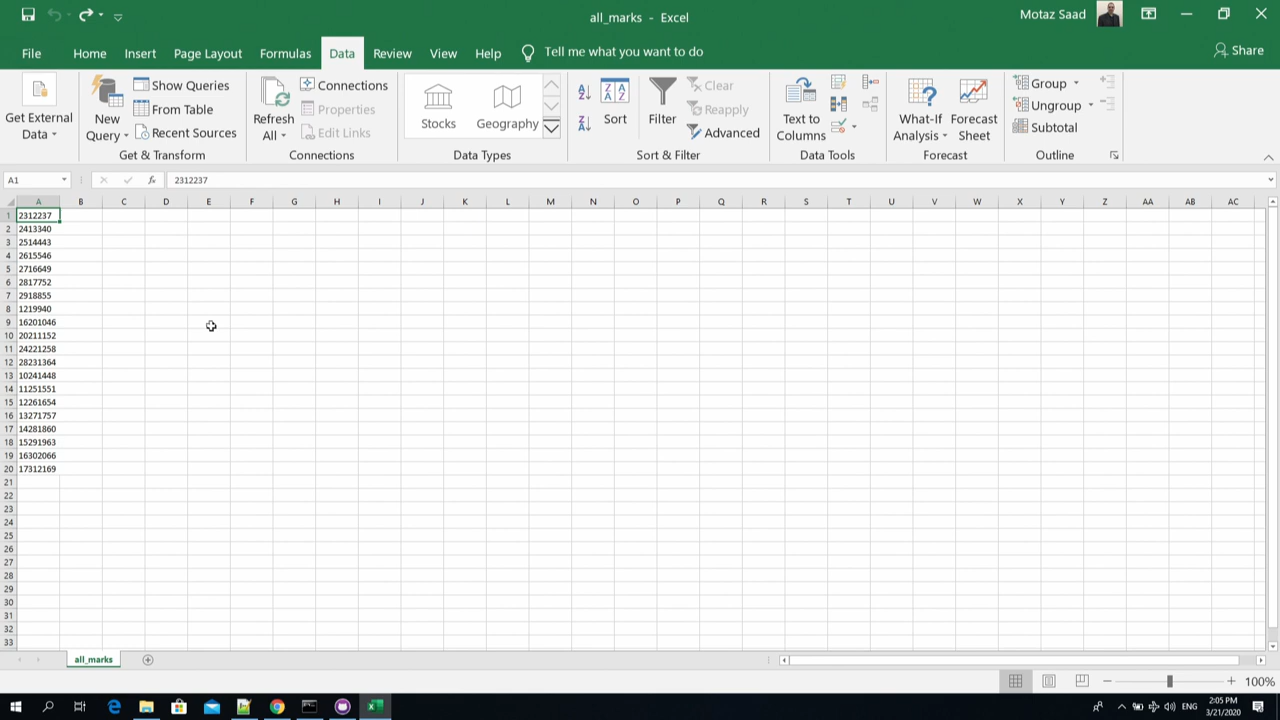 all_marks - Excel
Motaz Saad
File Home Insert Page Layout Formulas Data Review View Help Tell me what you want to do Share
Get External Data
New Query
Show Queries
From Table
Recent Sources
Get & Transform
Refresh All
Connections
Properties
Edit Links
Connections
Stocks
Geography
Data Types
Sort
Filter
Clear
Reapply
Advanced
Sort & Filter
Text to Columns
Data Tools
What-If Analysis
Forecast Sheet
Forecast
Group
Ungroup
Subtotal
Outline
A1 fx 2312237
A B C D E F G H I J K L M N O P Q R S T U V W X Y Z AA AB AC
1 2312237
2 2413340
3 2514443
4 2615546
5 2716649
6 2817752
7 2918855
8 1219940
9 16201046
10 20211152
11 24221258
12 28231364
13 10241448
14 11251551
15 12261654
16 13271757
17 14281860
18 15291963
19 16302066
20 17312169
21
22
23
24
25
26
27
28
29
30
31
32
33
all_marks
100%
ENG
2:05 PM
3/21/2020